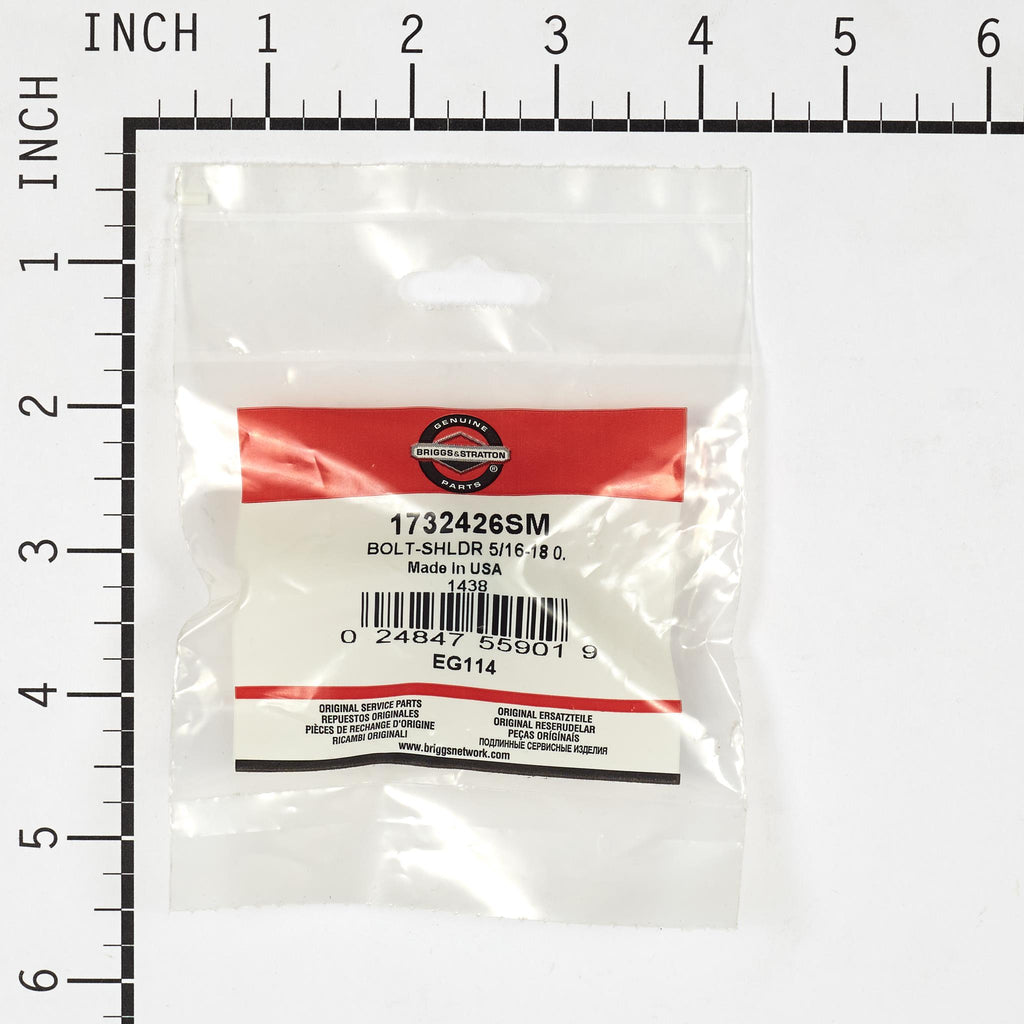 INCH 1 2 3 4 5 6
INCH
1
2
3
4
5
6
GENUINE
BRIGGS&STRATTON
®
PARTS
1732426SM
BOLT-SHLDR 5/16-18 0.
Made In USA
1438
0 24847 55901 9
EG114
ORIGINAL SERVICE PARTS
REPUESTOS ORIGINALES
PIÈCES DE RECHANGE D'ORIGINE
RICAMBI ORIGINALI
ORIGINAL ERSATZTEILE
ORIGINAL RESERUDELAR
PEÇAS ORIGINAIS
ПОДЛИННЫЕ СЕРВИСНЫЕ ИЗДЕЛИЯ
www.briggsnetwork.com